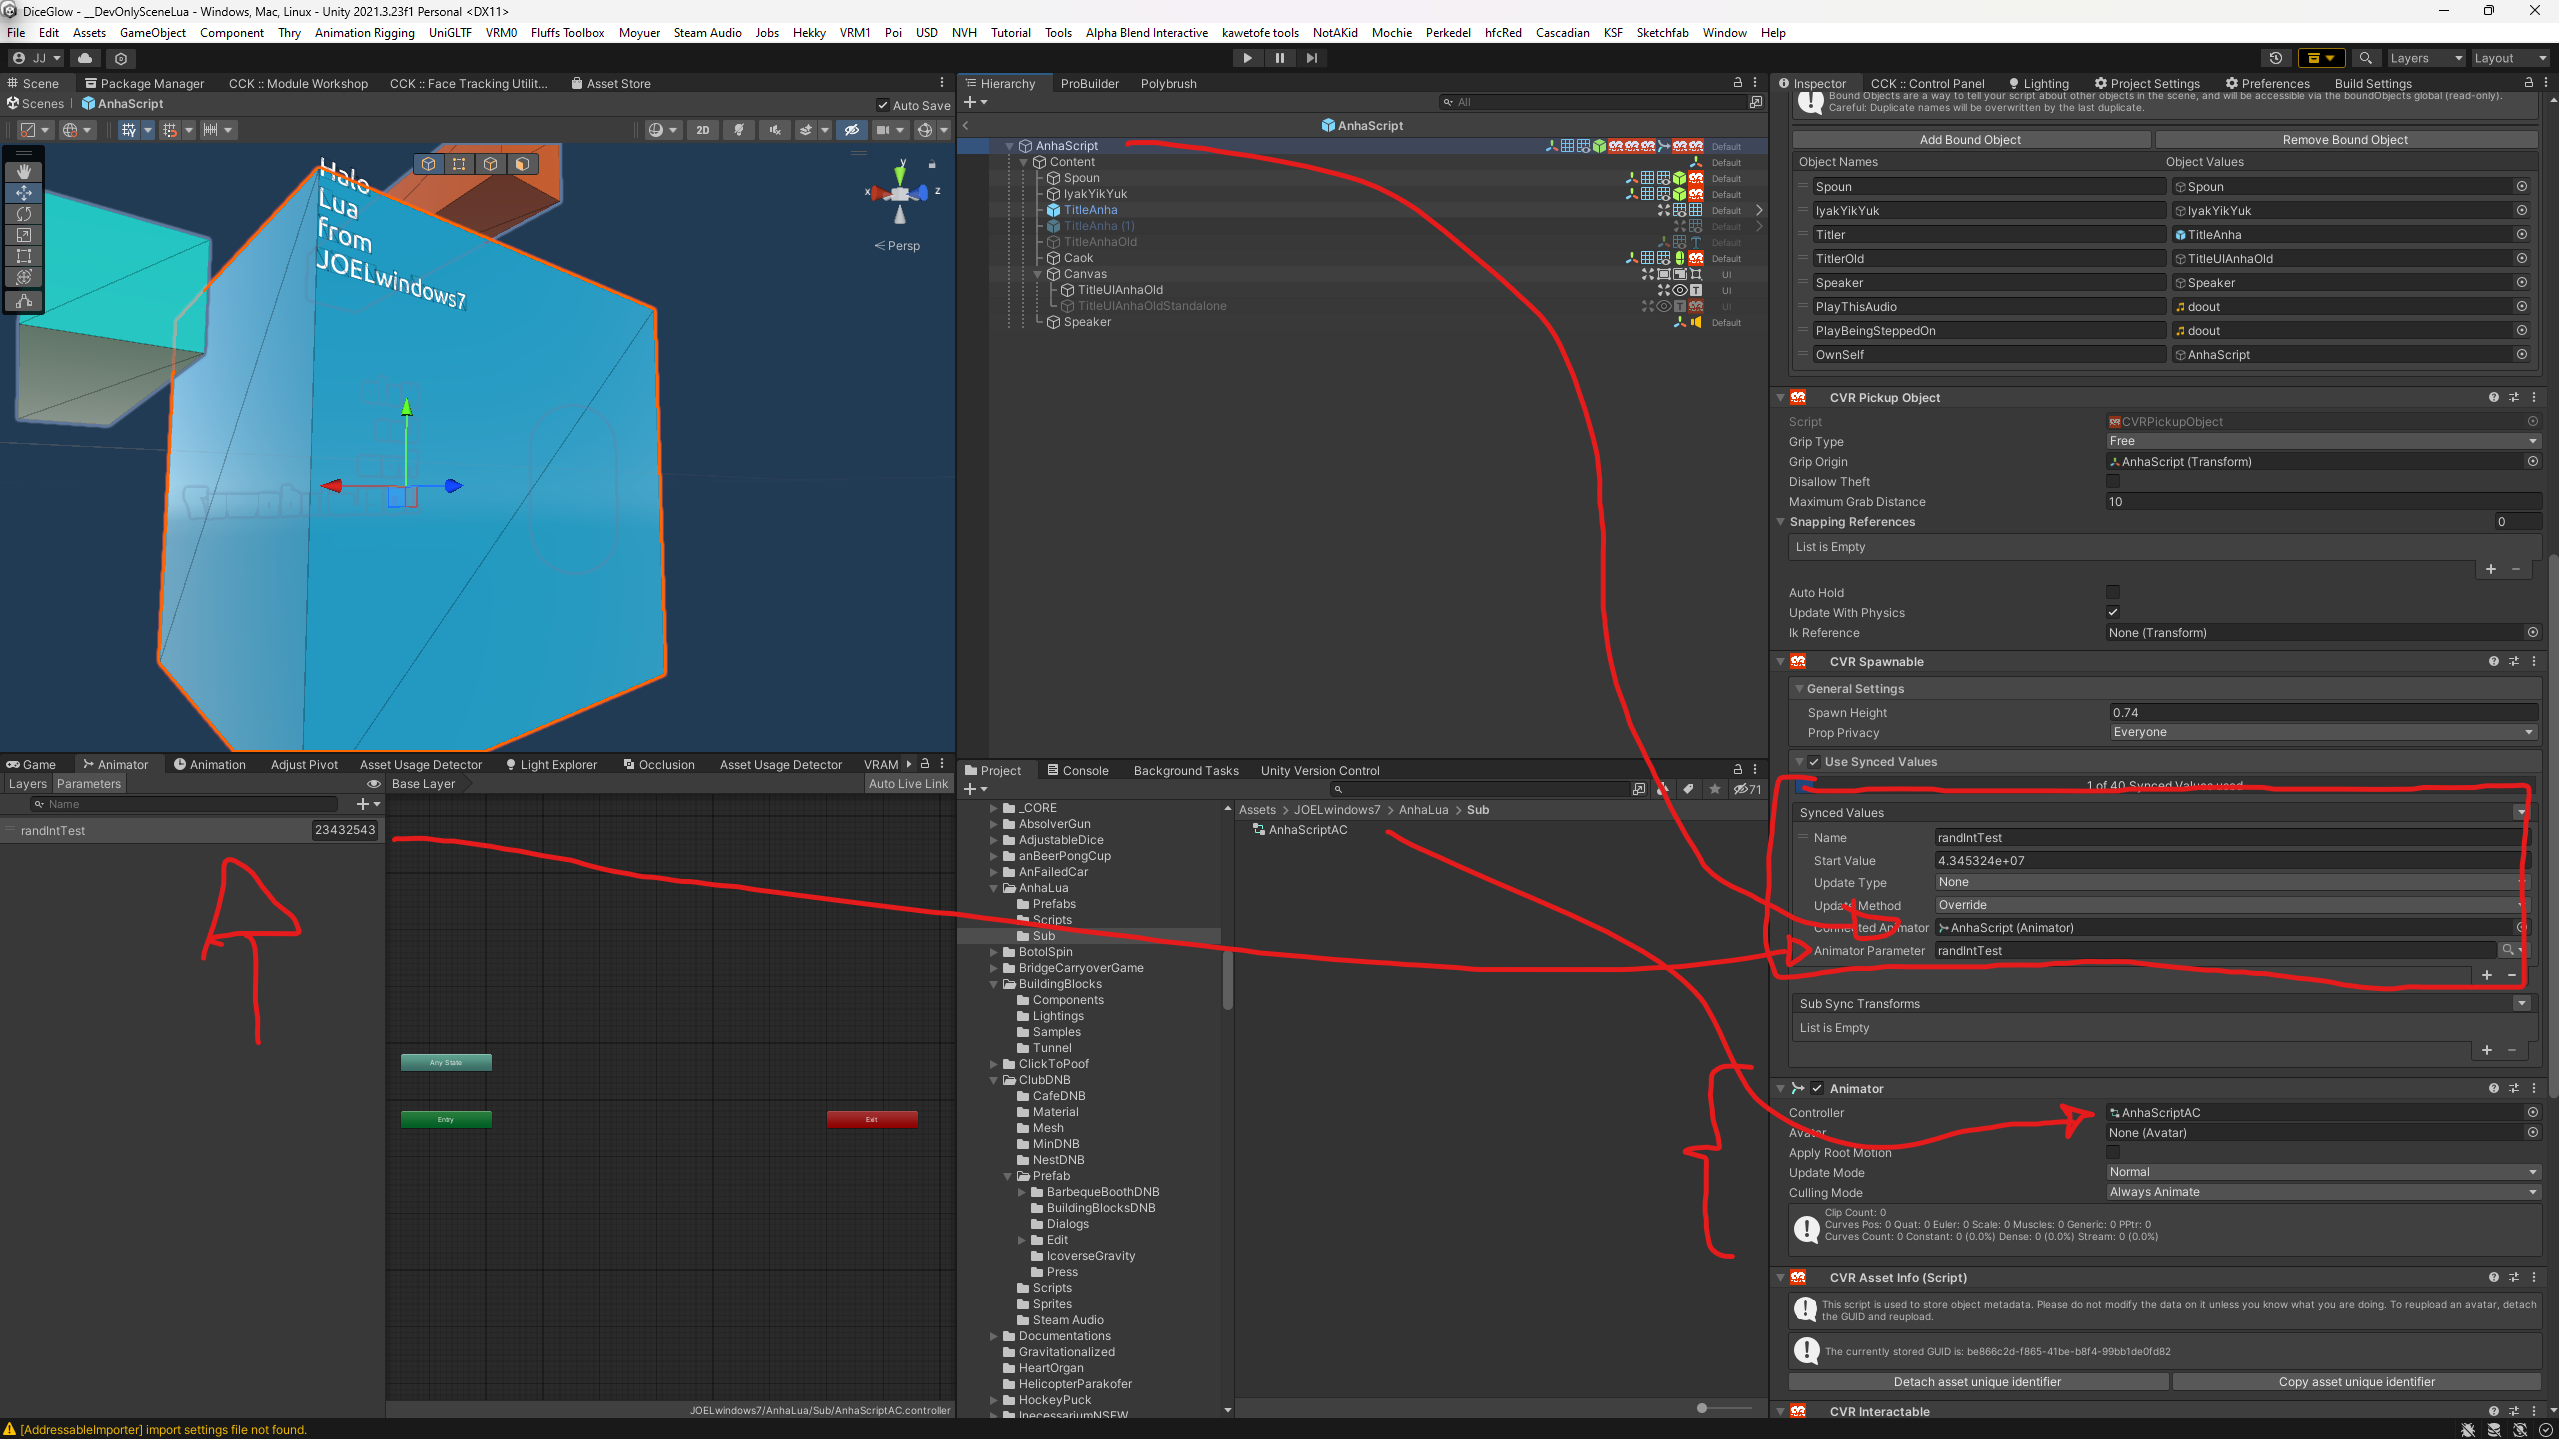 DiceGlow - __DevOnlySceneLua - Windows, Mac, Linux - Unity 2021.3.23f1 Personal <DX11>
File Edit Assets GameObject Component Thry Animation Rigging UniGLTF VRM0 Fluffs Toolbox Moyuer Steam Audio Jobs Hekky VRM1 Poi USD NVH Tutorial Tools Alpha Blend Interactive kawetofe tools NotAKid Mochie Perkedel hfcRed Cascadian KSF Sketchfab Window Help
JJ
Layers Layout
Scene Package Manager CCK :: Module Workshop CCK :: Face Tracking Utilit... Asset Store
Scenes AnhaScript Auto Save
2D
Halo
Lua
from
JOELwindows7
y
x z
Persp
Hierarchy ProBuilder Polybrush
All
AnhaScript
AnhaScript Default
Content Default
Spoun Default
IyakYikYuk Default
TitleAnha Default
TitleAnha (1) Default
TitleAnhaOld Default
Caok Default
Canvas UI
TitleUIAnhaOld UI
TitleUIAnhaOldStandalone UI
Speaker Default
Inspector CCK :: Control Panel Lighting Project Settings Preferences Build Settings
Bound Objects are a way to tell your script about other objects in the scene, and will be accessible via the boundObjects global (read-only).
Careful: Duplicate names will be overwritten by the last duplicate.
Add Bound Object Remove Bound Object
Object Names Object Values
Spoun Spoun
IyakYikYuk IyakYikYuk
Titler TitleAnha
TitlerOld TitleUIAnhaOld
Speaker Speaker
PlayThisAudio doout
PlayBeingSteppedOn doout
OwnSelf AnhaScript
CVR Pickup Object
Script CVRPickupObject
Grip Type Free
Grip Origin AnhaScript (Transform)
Disallow Theft
Maximum Grab Distance 10
Snapping References 0
List is Empty
Auto Hold
Update With Physics
Ik Reference None (Transform)
CVR Spawnable
General Settings
Spawn Height 0.74
Prop Privacy Everyone
Use Synced Values
1 of 40 Synced Values used
Synced Values
Name randIntTest
Start Value 4.345324e+07
Update Type None
Update Method Override
Connected Animator AnhaScript (Animator)
Animator Parameter randIntTest
Sub Sync Transforms
List is Empty
Animator
Controller AnhaScriptAC
Avatar None (Avatar)
Apply Root Motion
Update Mode Normal
Culling Mode Always Animate
Clip Count: 0
Curves Pos: 0 Quat: 0 Euler: 0 Scale: 0 Muscles: 0 Generic: 0 PPtr: 0
Curves Count: 0 Constant: 0 (0.0%) Dense: 0 (0.0%) Stream: 0 (0.0%)
CVR Asset Info (Script)
This script is used to store object metadata. Please do not modify the data on it unless you know what you are doing. To reupload an avatar, detach
the GUID and reupload.
The currently stored GUID is: be866c2d-f865-41be-b8f4-99bb1de0fd82
Detach asset unique identifier Copy asset unique identifier
CVR Interactable
Game Animator Animation Adjust Pivot Asset Usage Detector Light Explorer Occlusion Asset Usage Detector VRAM
Layers Parameters Base Layer Auto Live Link
Name
randIntTest 23432543
Any State
Entry
Exit
JOELwindows7/AnhaLua/Sub/AnhaScriptAC.controller
Project Console Background Tasks Unity Version Control
71
_CORE
AbsolverGun
AdjustableDice
anBeerPongCup
AnFailedCar
AnhaLua
Prefabs
Scripts
Sub
BotolSpin
BridgeCarryoverGame
BuildingBlocks
Components
Lightings
Samples
Tunnel
ClickToPoof
ClubDNB
CafeDNB
Material
Mesh
MinDNB
NestDNB
Prefab
BarbequeBoothDNB
BuildingBlocksDNB
Dialogs
Edit
IcoverseGravity
Press
Scripts
Sprites
Steam Audio
Documentations
Gravitationalized
HeartOrgan
HelicopterParakofer
HockeyPuck
InecessariumNSFW
Assets > JOELwindows7 > AnhaLua > Sub
AnhaScriptAC
[AddressableImporter] import settings file not found.